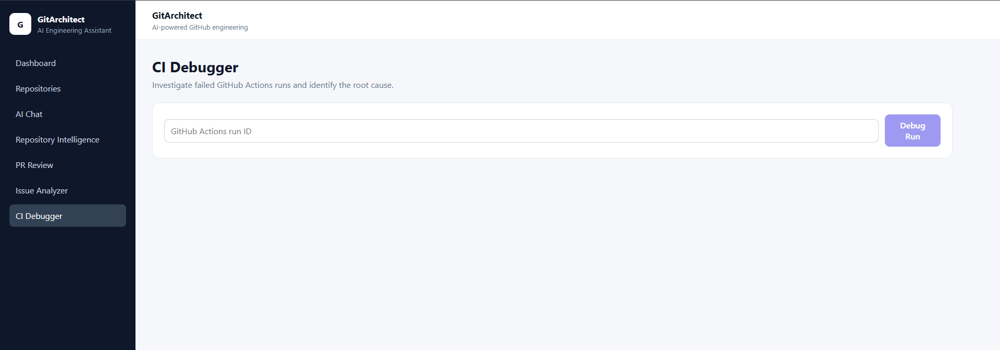 G
GitArchitect
AI Engineering Assistant
Dashboard
Repositories
AI Chat
Repository Intelligence
PR Review
Issue Analyzer
CI Debugger
GitArchitect
AI-powered GitHub engineering
CI Debugger
Investigate failed GitHub Actions runs and identify the root cause.
GitHub Actions run ID
Debug
Run